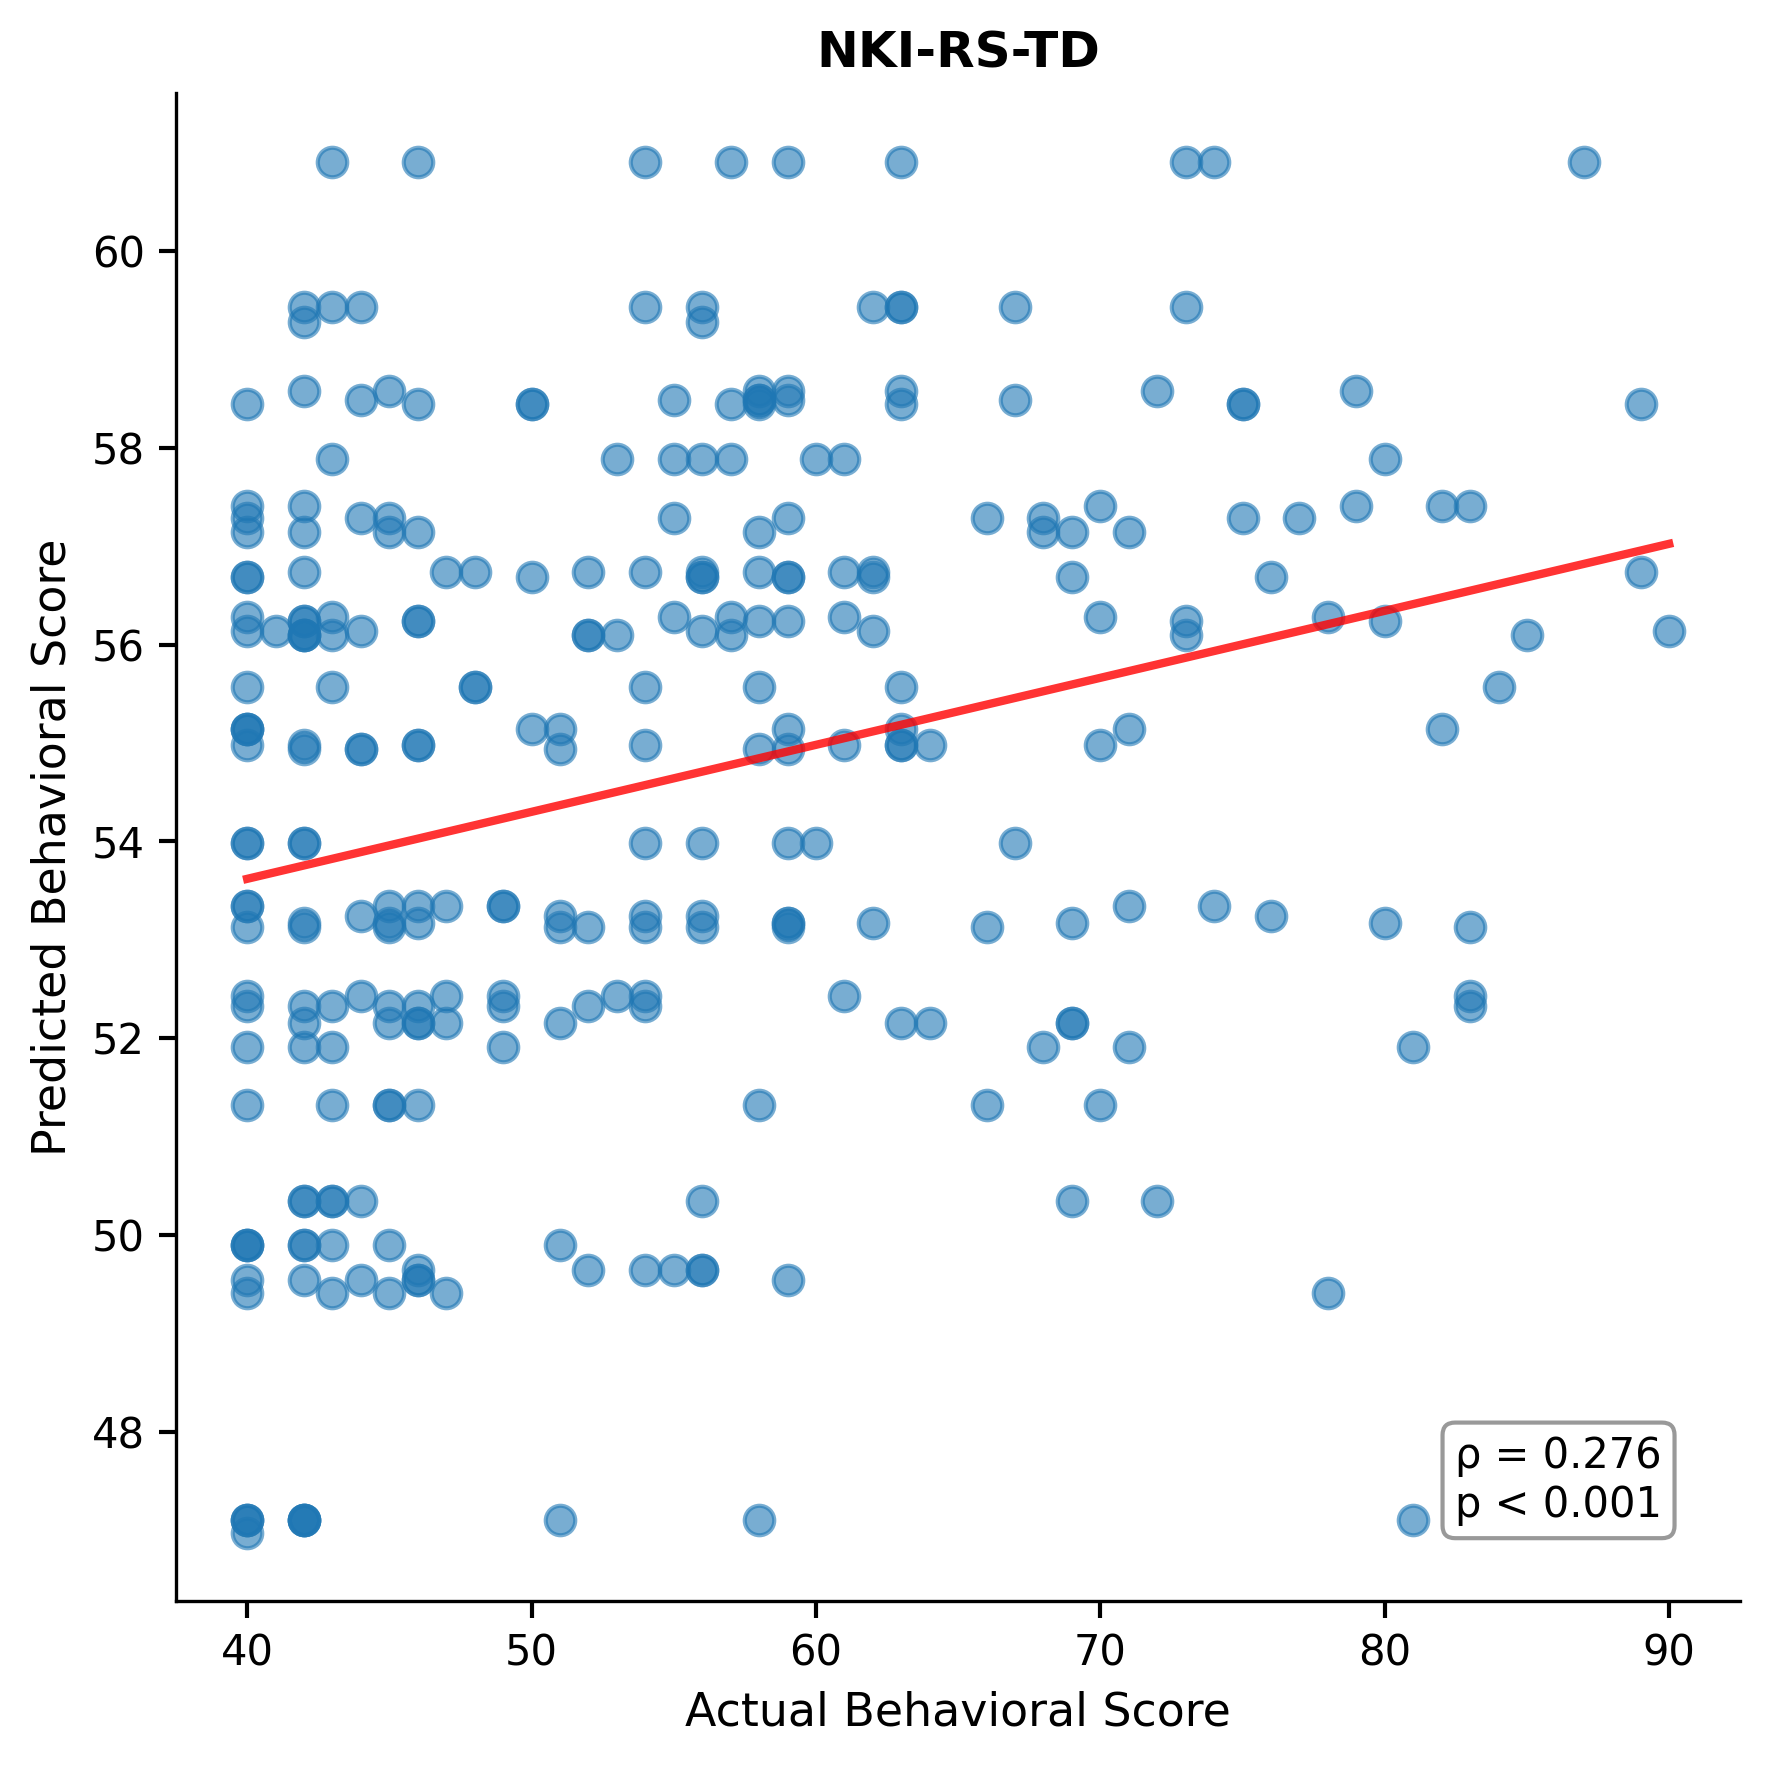 NKI-RS-TD
Predicted Behavioral Score
60
58
56
54
52
50
48
ρ = 0.276
p < 0.001
40 50 60 70 80 90
Actual Behavioral Score